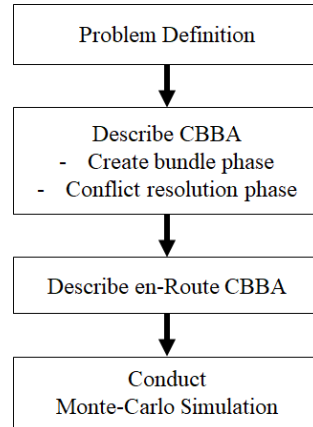 Problem Definition
Describe CBBA
- Create bundle phase
- Conflict resolution phase
Describe en-Route CBBA
Conduct
Monte-Carlo Simulation